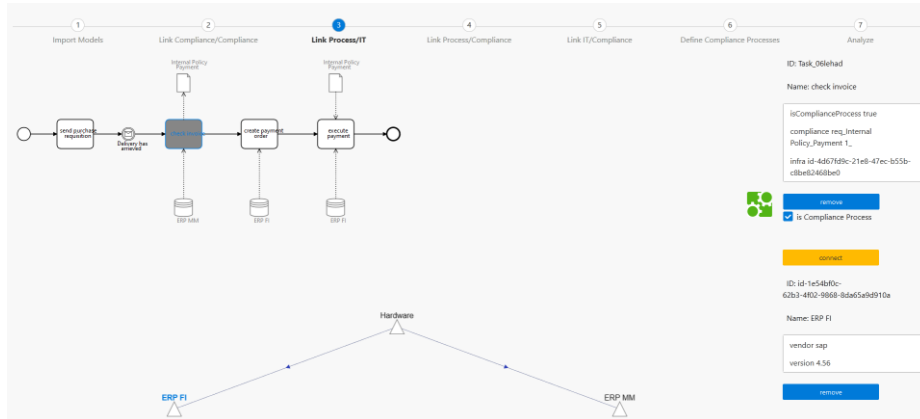 1
2
3
4
5
6
7
Import Models
Link Compliance/Compliance
Link Process/IT
Link Process/Compliance
Link IT/Compliance
Define Compliance Processes
Analyze
Internal Policy
Payment
Internal Policy
Payment
send purchase
requisition
Delivery has
arrieved
check invoice
create payment
order
execute
payment
ERP MM
ERP FI
ERP FI
ID: Task_06lehad
Name: check invoice
isComplianceProcess true
compliance req_Internal
Policy_Payment 1_
infra id-4d67fd9c-21e8-47ec-b55b-
c8be82468be0
remove
is Compliance Process
connect
ID: id-1e54bf0c-
62b3-4f02-9868-8da65a9d910a
Name: ERP FI
vendor sap
version 4.56
remove
Hardware
ERP FI
ERP MM